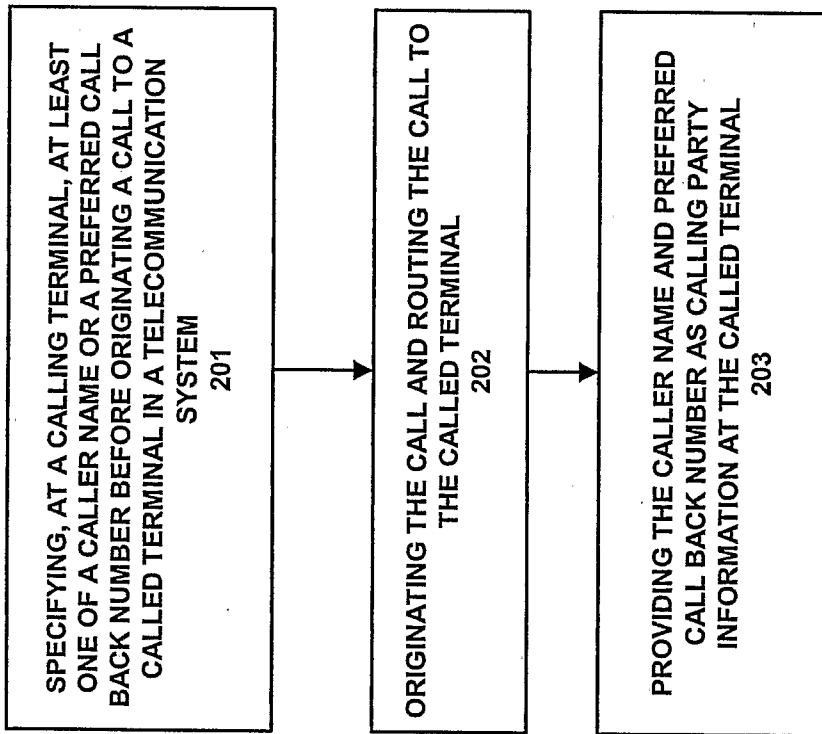 SPECIFYING, AT A CALLING TERMINAL, AT LEAST
ONE OF A CALLER NAME OR A PREFERRED CALL
BACK NUMBER BEFORE ORIGINATING A CALL TO A
CALLED TERMINAL IN A TELECOMMUNICATION
SYSTEM
201
ORIGINATING THE CALL AND ROUTING THE CALL TO
THE CALLED TERMINAL
202
PROVIDING THE CALLER NAME AND PREFERRED
CALL BACK NUMBER AS CALLING PARTY
INFORMATION AT THE CALLED TERMINAL
203